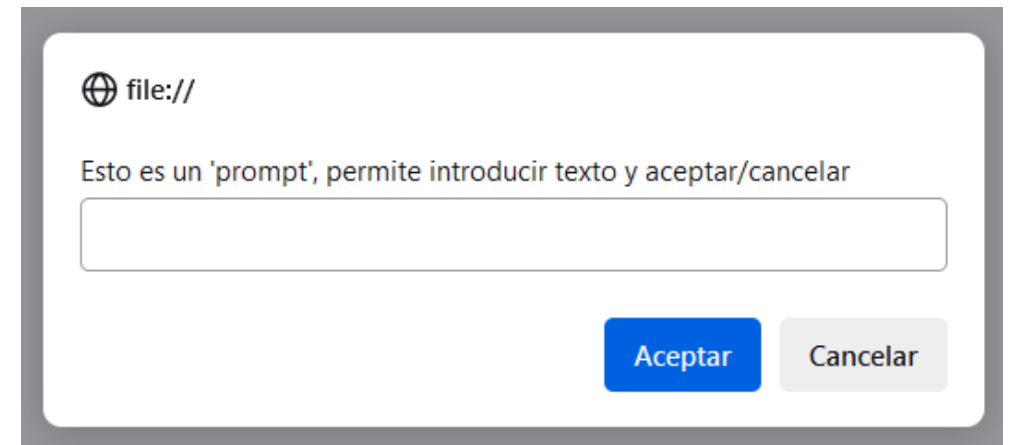 file://
Esto es un 'prompt', permite introducir texto y aceptar/cancelar
Aceptar Cancelar